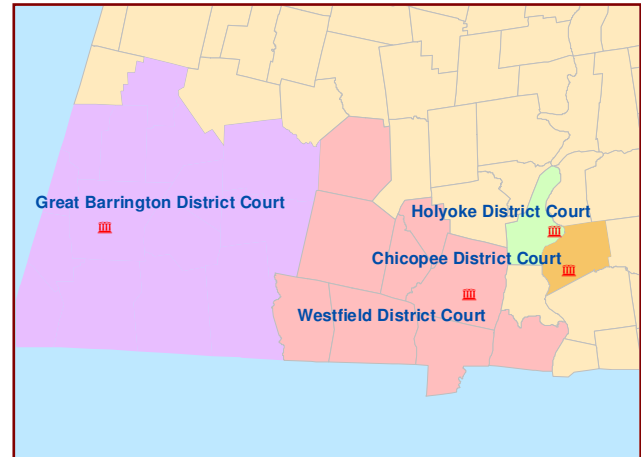 Great Barrington District Court
Holyoke District Court
Chicopee District Court
Westfield District Court